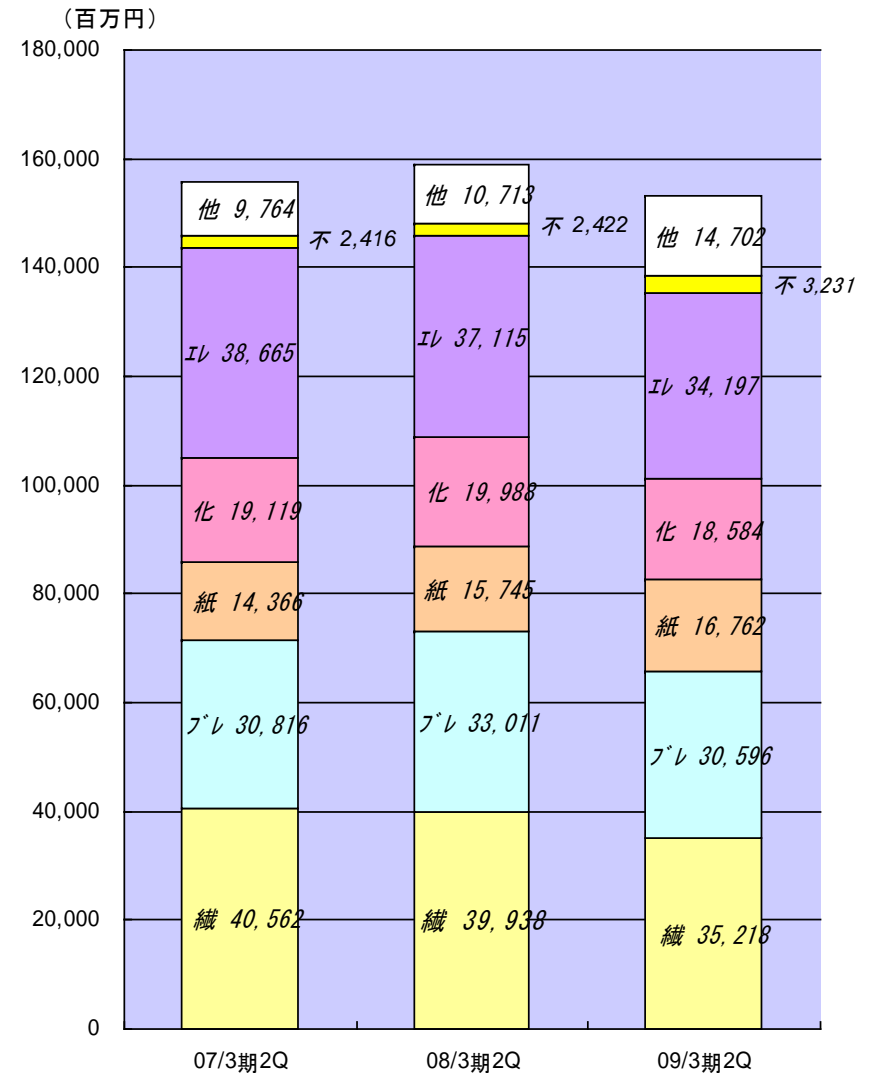 （百万円）
180,000
160,000
140,000
120,000
100,000
80,000
60,000
40,000
20,000
0
他 9,764
不 2,416
ｴﾚ 38,665
化 19,119
紙 14,366
ﾌﾞﾚ 30,816
繊 40,562
他 10,713
不 2,422
ｴﾚ 37,115
化 19,988
紙 15,745
ﾌﾞﾚ 33,011
繊 39,938
他 14,702
不 3,231
ｴﾚ 34,197
化 18,584
紙 16,762
ﾌﾞﾚ 30,596
繊 35,218
07/3期2Q
08/3期2Q
09/3期2Q